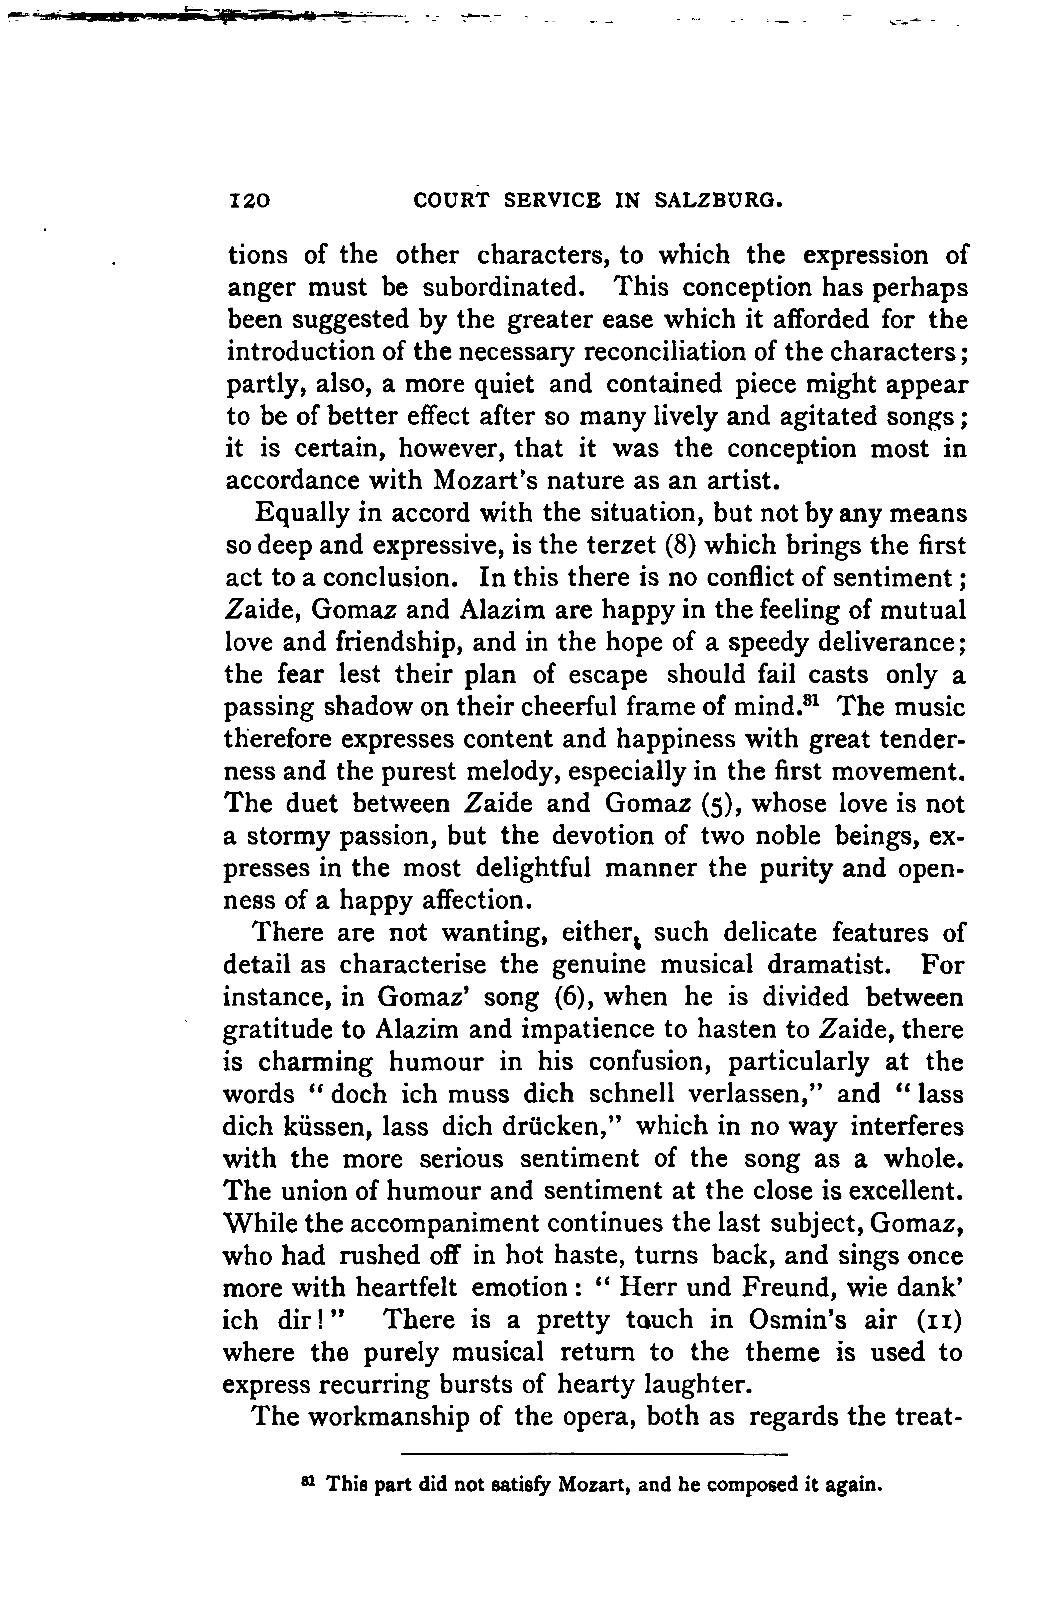 120 COURT SERVICE IN SALZBURG.
tions of the other characters, to which the expression of
anger must be subordinated. This conception has perhaps
been suggested by the greater ease which it afforded for the
introduction of the necessary reconciliation of the characters;
partly, also, a more quiet and contained piece might appear
to be of better effect after so many lively and agitated songs;
it is certain, however, that it was the conception most in
accordance with Mozart's nature as an artist.
Equally in accord with the situation, but not by any means
so deep and expressive, is the terzet (8) which brings the first
act to a conclusion. In this there is no conflict of sentiment;
Zaide, Gomaz and Alazim are happy in the feeling of mutual
love and friendship, and in the hope of a speedy deliverance;
the fear lest their plan of escape should fail casts only a
passing shadow on their cheerful frame of mind.⁸¹ The music
therefore expresses content and happiness with great tender-
ness and the purest melody, especially in the first movement.
The duet between Zaide and Gomaz (5), whose love is not
a stormy passion, but the devotion of two noble beings, ex-
presses in the most delightful manner the purity and open-
ness of a happy affection.
There are not wanting, either, such delicate features of
detail as characterise the genuine musical dramatist. For
instance, in Gomaz' song (6), when he is divided between
gratitude to Alazim and impatience to hasten to Zaide, there
is charming humour in his confusion, particularly at the
words "doch ich muss dich schnell verlassen," and "lass
dich küssen, lass dich drücken," which in no way interferes
with the more serious sentiment of the song as a whole.
The union of humour and sentiment at the close is excellent.
While the accompaniment continues the last subject, Gomaz,
who had rushed off in hot haste, turns back, and sings once
more with heartfelt emotion: "Herr und Freund, wie dank'
ich dir!" There is a pretty touch in Osmin's air (11)
where the purely musical return to the theme is used to
express recurring bursts of hearty laughter.
The workmanship of the opera, both as regards the treat-
⁸¹ This part did not satisfy Mozart, and he composed it again.